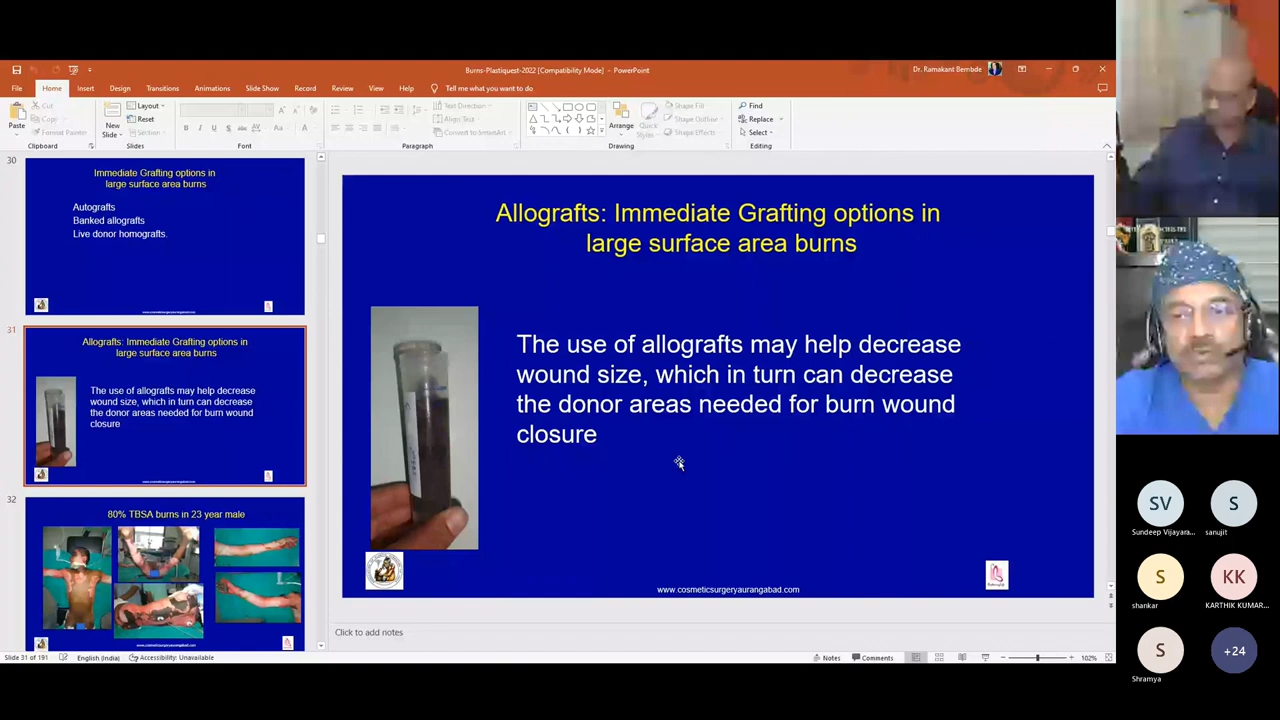 Burns-Plastiquest-2022 [Compatibility Mode] - PowerPoint
Dr. Ramakant Bembde
File Home Insert Design Transitions Animations Slide Show Record Review View Help Tell me what you want to do
Paste
Cut
Copy
Format Painter
Clipboard
New
Slide
Layout
Reset
Section
Slides
Font
Text Direction
Align Text
Convert to SmartArt
Paragraph
Arrange
Quick
Styles
Shape Fill
Shape Outline
Shape Effects
Drawing
Find
Replace
Select
Editing
30
Immediate Grafting options in
large surface area burns
Autografts
Banked allografts
Live donor homografts.
31
Allografts: Immediate Grafting options in
large surface area burns
The use of allografts may help decrease
wound size, which in turn can decrease
the donor areas needed for burn wound
closure
32
80% TBSA burns in 23 year male
Allografts: Immediate Grafting options in
large surface area burns
The use of allografts may help decrease
wound size, which in turn can decrease
the donor areas needed for burn wound
closure
www.cosmeticsurgeryaurangabad.com
Click to add notes
Slide 31 of 191 English (India) Accessibility: Unavailable Notes Comments 102%
SV
Sundeep Vijayara...
S
sanujit
S
shankar
KK
KARTHIK KUMAR...
S
Shramya
+24